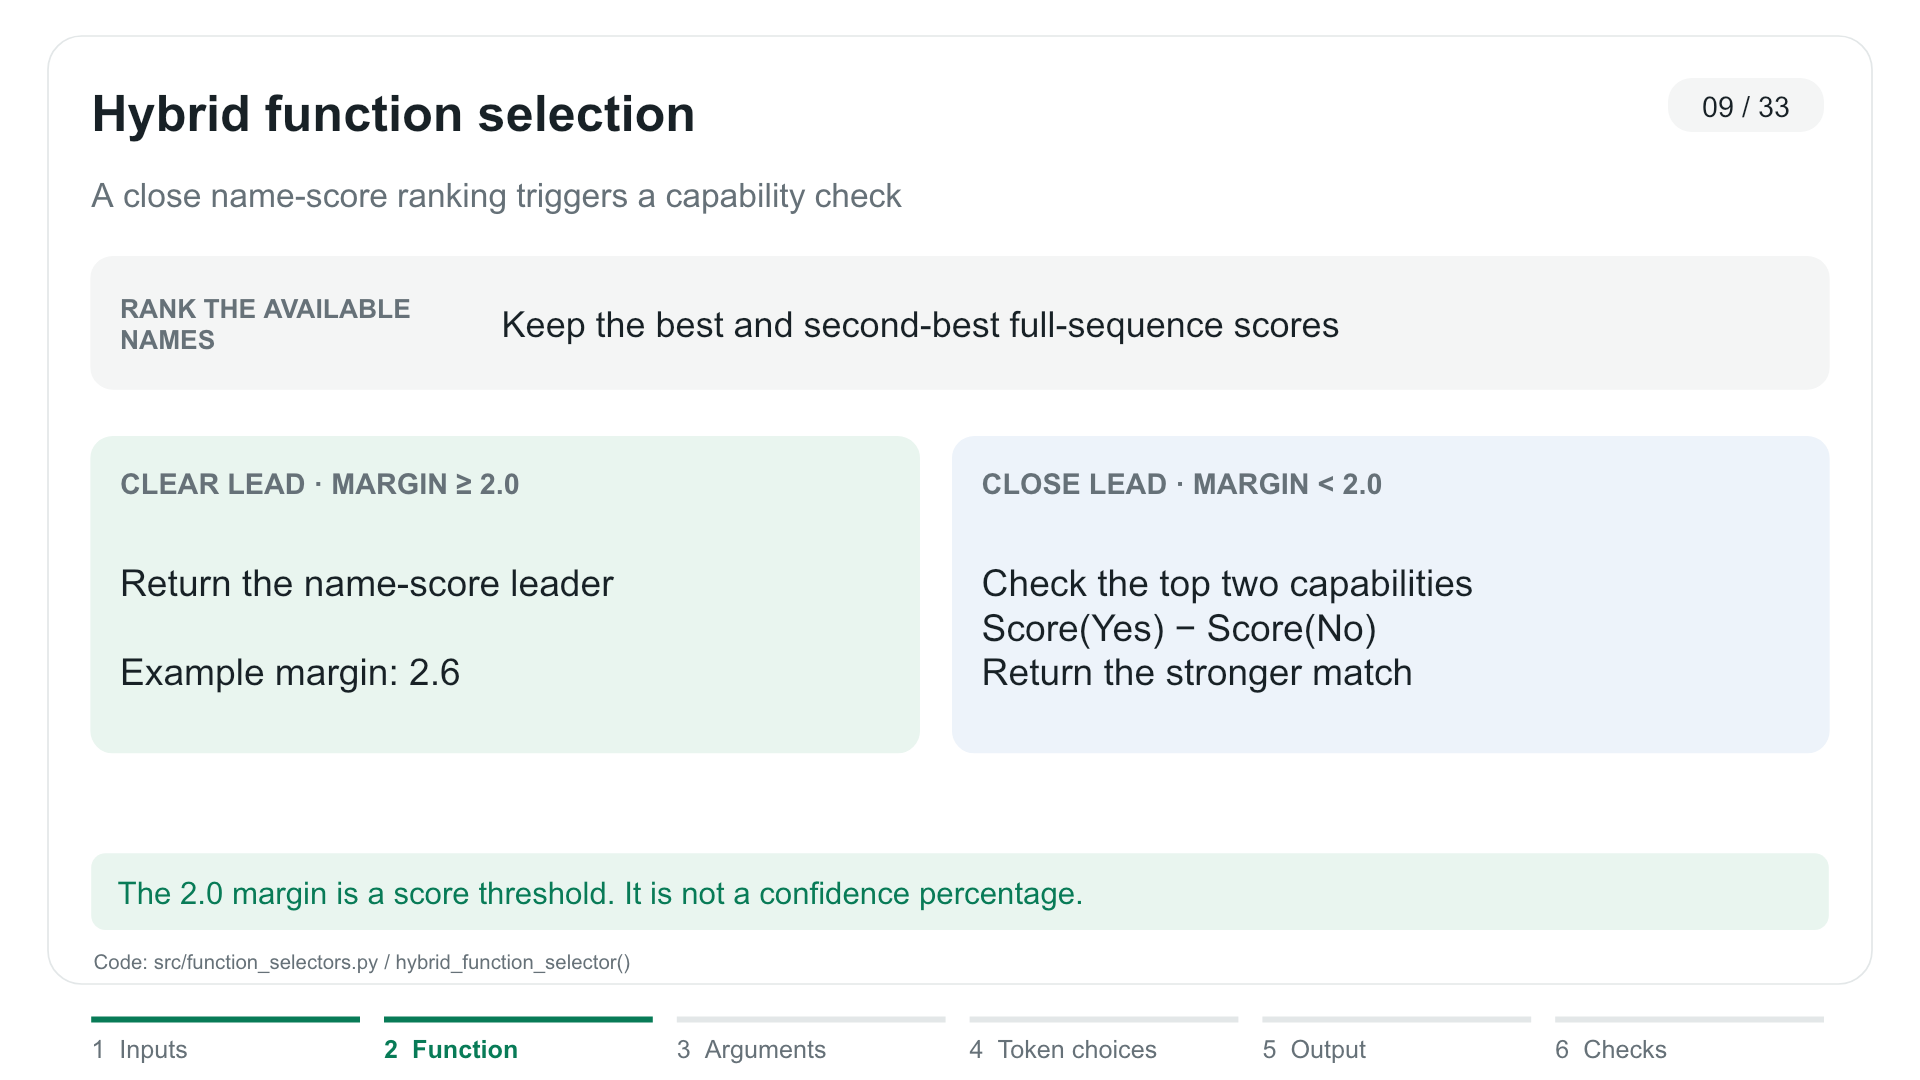 Hybrid function selection
09 / 33
A close name-score ranking triggers a capability check
RANK THE AVAILABLE
NAMES
Keep the best and second-best full-sequence scores
CLEAR LEAD · MARGIN ≥ 2.0
Return the name-score leader
Example margin: 2.6
CLOSE LEAD · MARGIN < 2.0
Check the top two capabilities
Score(Yes) − Score(No)
Return the stronger match
The 2.0 margin is a score threshold. It is not a confidence percentage.
Code: src/function_selectors.py / hybrid_function_selector()
1 Inputs
2 Function
3 Arguments
4 Token choices
5 Output
6 Checks